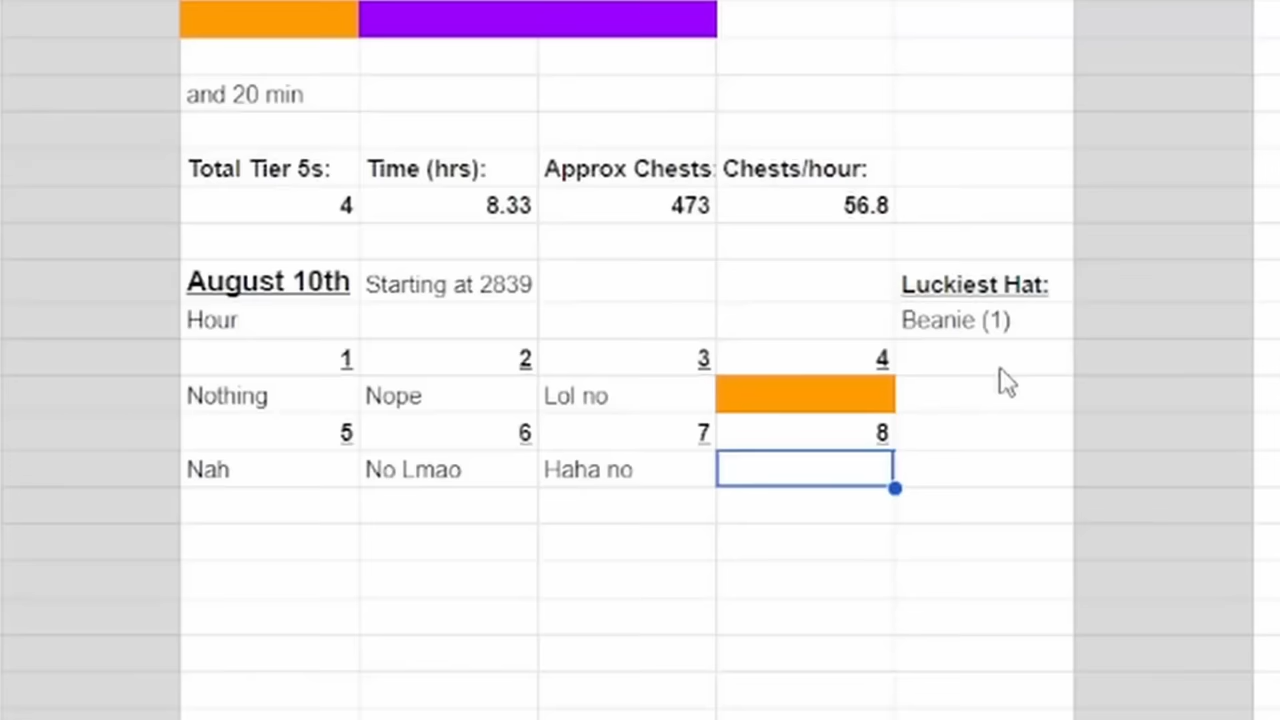 and 20 min
Total Tier 5s: Time (hrs): Approx Chests: Chests/hour:
4 8.33 473 56.8
August 10th Starting at 2839 Luckiest Hat:
Hour Beanie (1)
1 2 3 4
Nothing Nope Lol no
5 6 7 8
Nah No Lmao Haha no